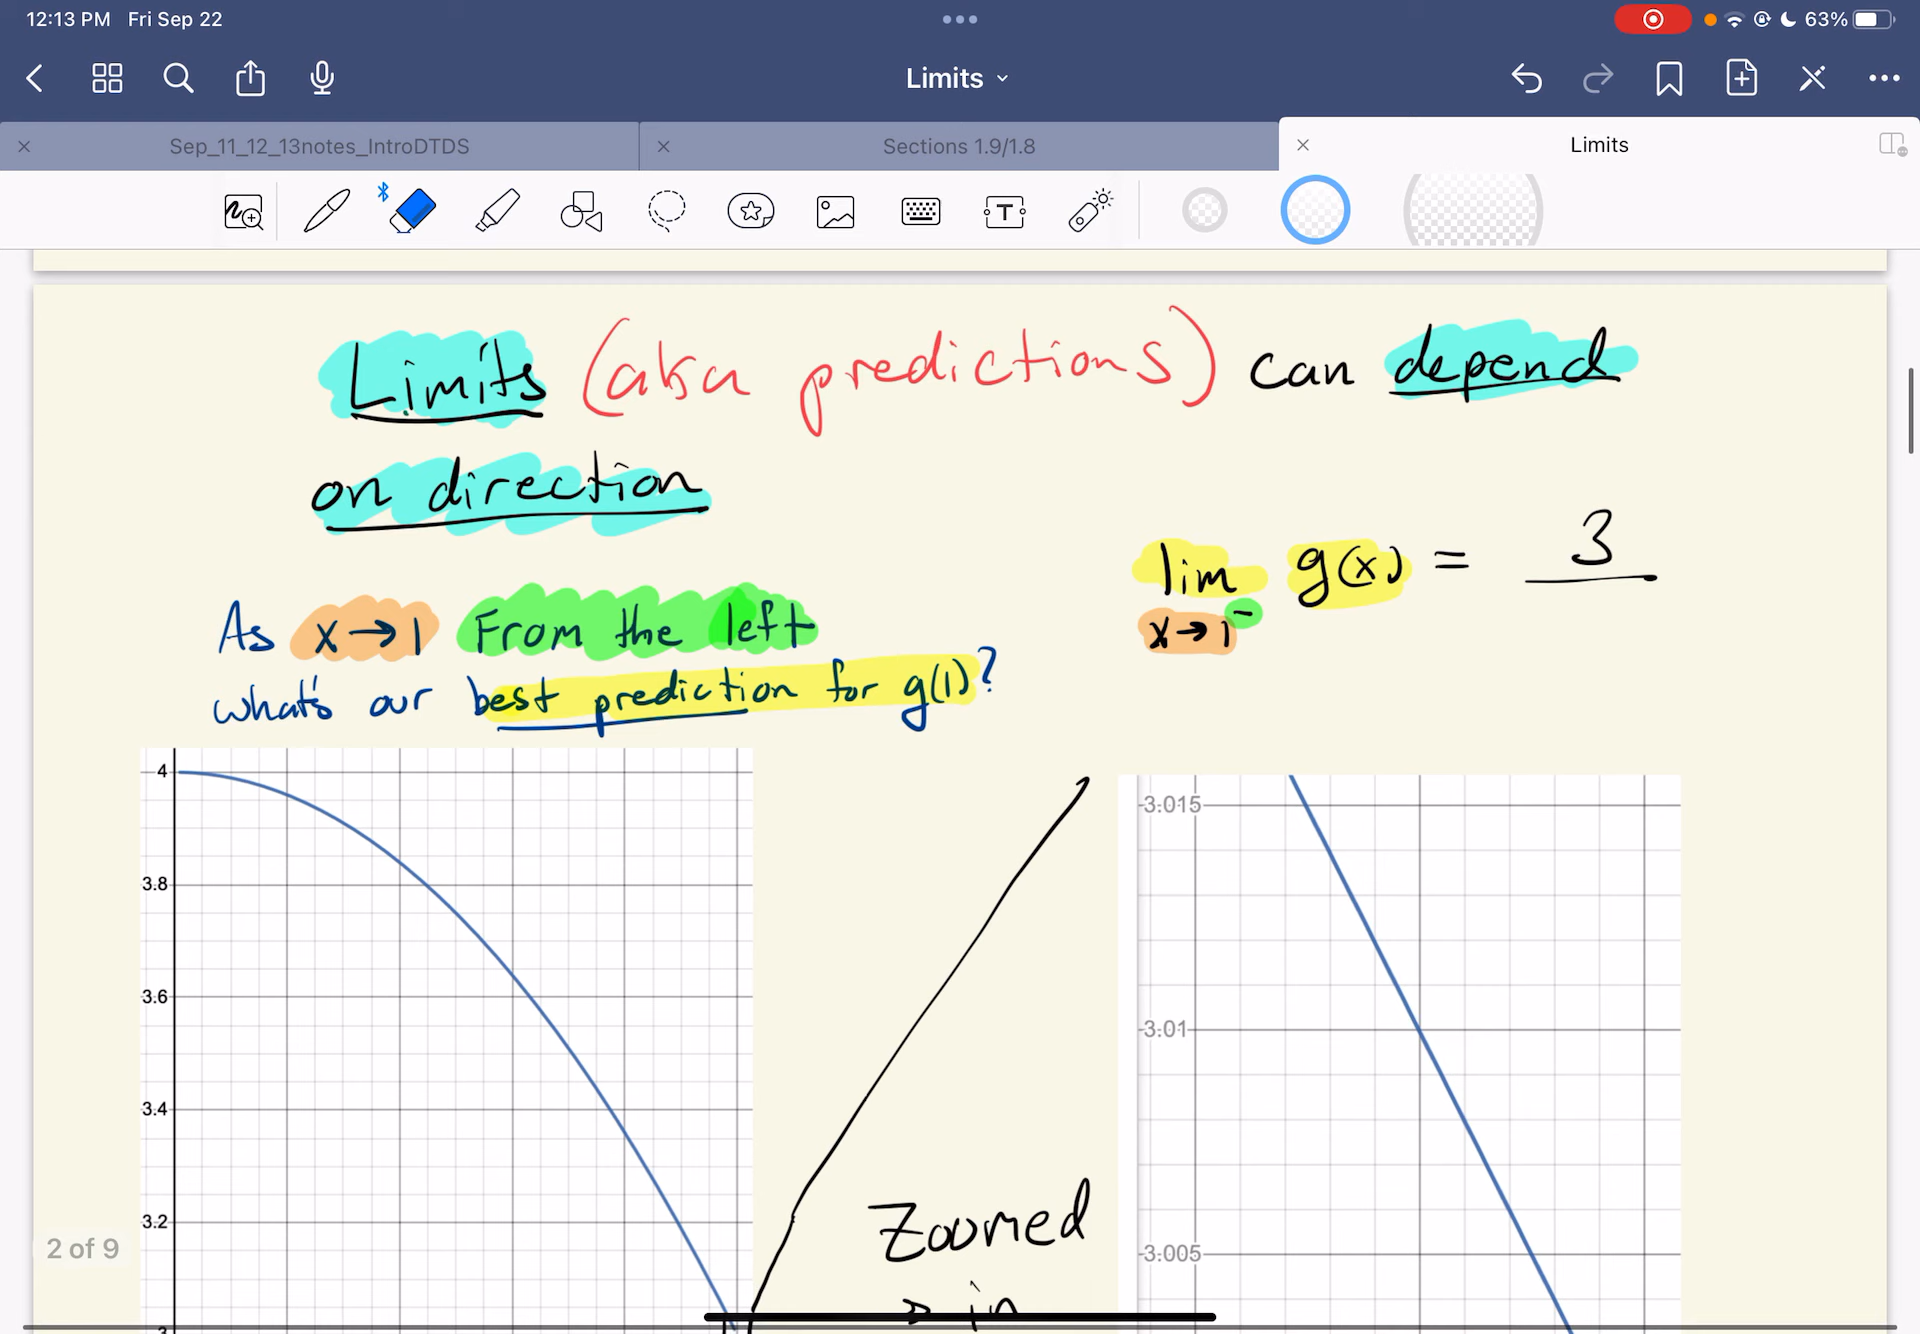 12:13 PM Fri Sep 22
63%
Limits
Sep_11_12_13notes_IntroDTDS
Sections 1.9/1.8
Limits
T
Limits (aka predictions) can depend
on direction
lim g(x) = 3
x→1⁻
As x→1 From the left
what's our best prediction for g(1)?
4
3.8
3.6
3.4
3.2
3
2 of 9
Zoomed
in
3.015
3.01
3.005